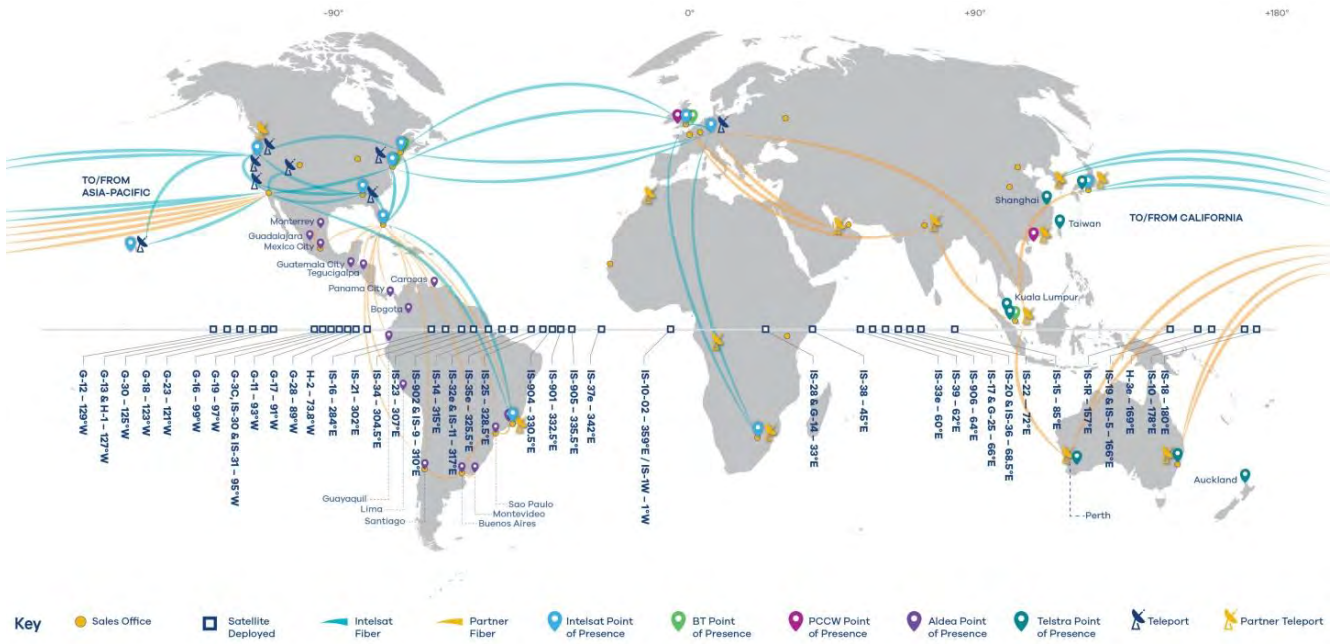 -90°
0°
+90°
+180°
TO/FROM
ASIA-PACIFIC
TO/FROM CALIFORNIA
Shanghai
Taiwan
Monterrey
Guadalajara
Mexico City
Guatemala City
Tegucigalpa
Caracas
Panama City
Bogota
Kuala Lumpur
G-12 – 129°W
G-13 & H-1 – 127°W
G-30 – 125°W
G-18 – 123°W
G-23 – 121°W
G-16 – 99°W
G-19 – 97°W
G-3C, IS-30 & IS-31 – 95°W
G-11 – 93°W
G-17 – 91°W
G-28 – 89°W
H-2 – 73.8°W
IS-16 – 284°E
IS-21 – 302°E
IS-34 – 304.5°E
IS-23 – 307°E
IS-902 & IS-9 – 310°E
IS-14 – 315°E
IS-32e & IS-11 – 317°E
IS-35e – 325.5°E
IS-25 – 328.5°E
IS-904 – 330.5°E
IS-901 – 332.5°E
IS-905 – 335.5°E
IS-37e – 342°E
IS-10-02 – 359°E / IS-1W – 1°W
IS-28 & G-14 – 33°E
IS-38 – 45°E
IS-33e – 60°E
IS-39 – 62°E
IS-906 – 64°E
IS-17 & G-25 – 66°E
IS-20 & IS-36 – 68.5°E
IS-22 – 72°E
IS-15 – 85°E
IS-1R – 157°E
IS-19 & IS-5 – 166°E
H-3e – 169°E
IS-10 – 178°E
IS-18 – 180°E
Guayaquil
Lima
Santiago
Sao Paulo
Montevideo
Buenos Aires
Auckland
Perth
Key
Sales Office
Satellite
Deployed
Intelsat
Fiber
Partner
Fiber
Intelsat Point
of Presence
BT Point
of Presence
PCCW Point
of Presence
Aldea Point
of Presence
Telstra Point
of Presence
Teleport
Partner Teleport